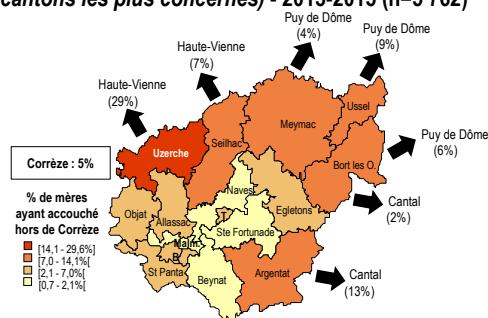 cantons les plus concernés) - 2013-2015 (n=5 762)
Puy de Dôme
(4%)
Puy de Dôme
(9%)
Haute-Vienne
(7%)
Haute-Vienne
(29%)
Ussel
Meymac
Puy de Dôme
(6%)
Uzerche
Seilhac
Corrèze : 5%
Bort les O.
Naves
Cantal
(2%)
% de mères
ayant accouché
hors de Corrèze
[14,1 - 29,6%]
[7,0 - 14,1%[
[2,1 - 7,0%[
[0,7 - 2,1%[
Objat
Allassac
T
Egletons
Ste Fortunade
Malm.
B
St Panta
Beynat
Argentat
Cantal
(13%)